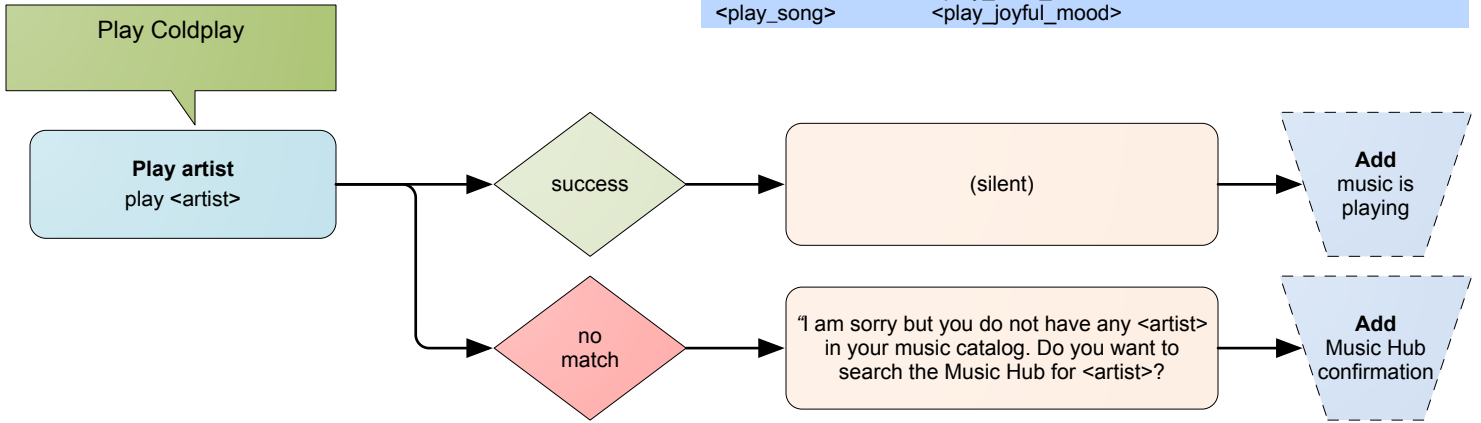 <play_song> <play_joyful_mood>
Play Coldplay
Play artist
play <artist>
success
(silent)
Add
music is
playing
no
match
“I am sorry but you do not have any <artist>
in your music catalog. Do you want to
search the Music Hub for <artist>?
Add
Music Hub
confirmation